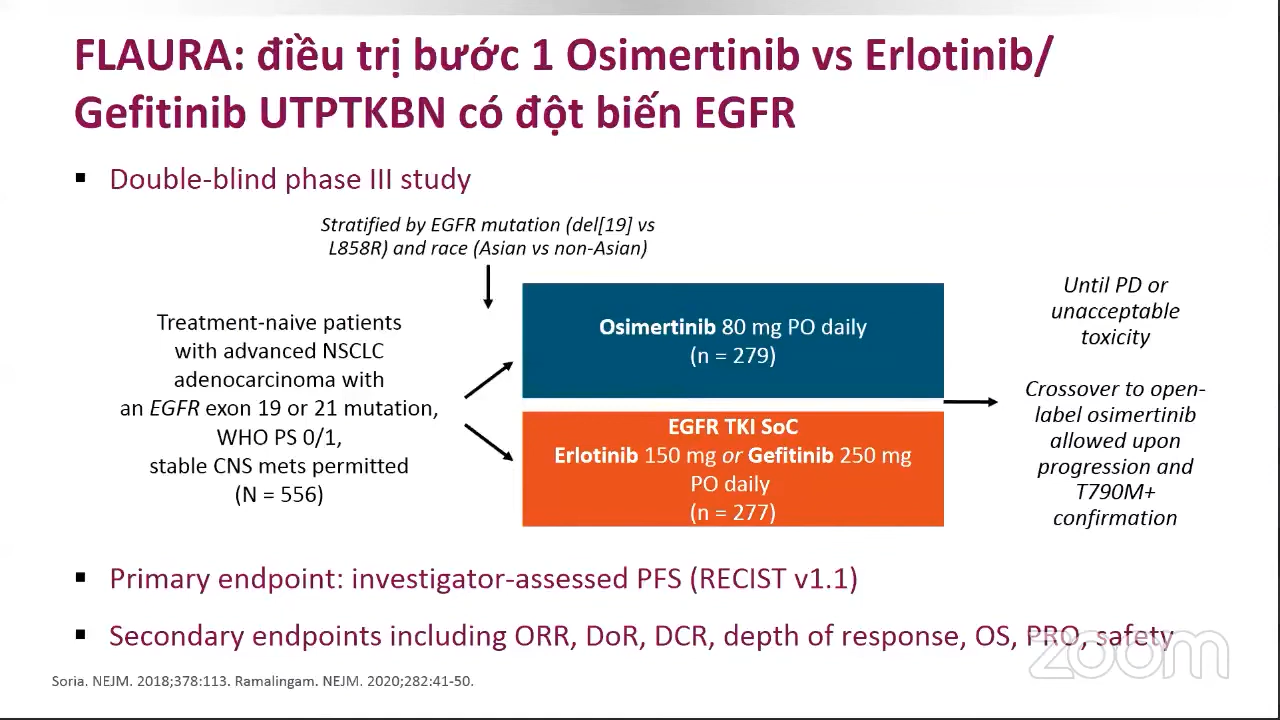 FLAURA: điều trị bước 1 Osimertinib vs Erlotinib/
Gefitinib UTPTKBN có đột biến EGFR
▪ Double-blind phase III study
Stratified by EGFR mutation (del[19] vs
L858R) and race (Asian vs non-Asian)
Treatment-naive patients
with advanced NSCLC
adenocarcinoma with
an EGFR exon 19 or 21 mutation,
WHO PS 0/1,
stable CNS mets permitted
(N = 556)
Osimertinib 80 mg PO daily
(n = 279)
EGFR TKI SoC
Erlotinib 150 mg or Gefitinib 250 mg
PO daily
(n = 277)
Until PD or
unacceptable
toxicity
Crossover to open-
label osimertinib
allowed upon
progression and
T790M+
confirmation
▪ Primary endpoint: investigator-assessed PFS (RECIST v1.1)
▪ Secondary endpoints including ORR, DoR, DCR, depth of response, OS, PRO, safety
zoom
Soria. NEJM. 2018;378:113. Ramalingam. NEJM. 2020;282:41-50.